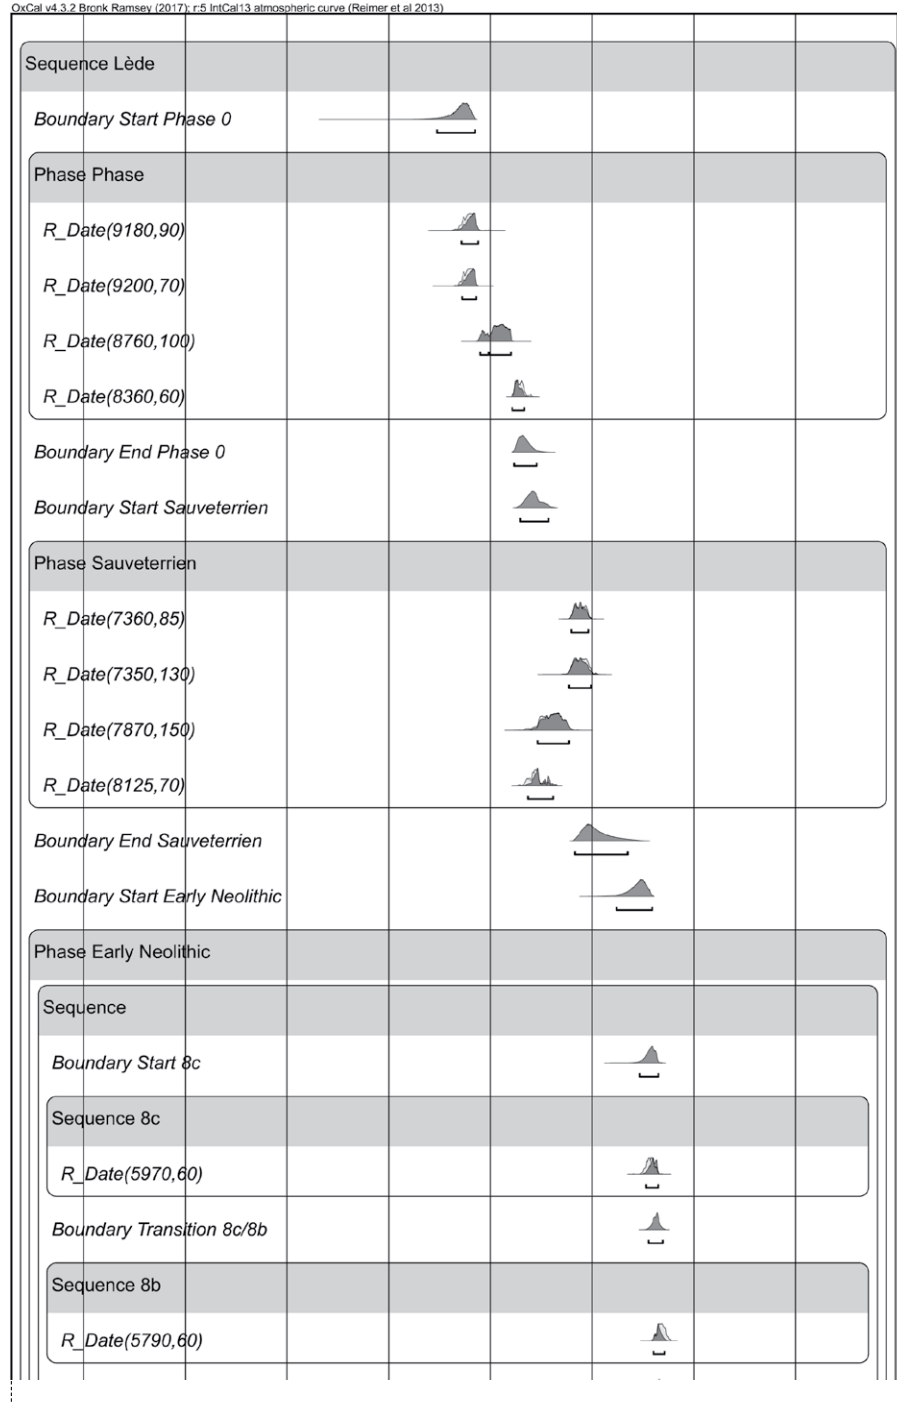 OxCal v4.3.2 Bronk Ramsey (2017); r:5 IntCal13 atmospheric curve (Reimer et al 2013)
Sequence Lède
Boundary Start Phase 0
Phase Phase
R_Date(9180,90)
R_Date(9200,70)
R_Date(8760,100)
R_Date(8360,60)
Boundary End Phase 0
Boundary Start Sauveterrien
Phase Sauveterrien
R_Date(7360,85)
R_Date(7350,130)
R_Date(7870,150)
R_Date(8125,70)
Boundary End Sauveterrien
Boundary Start Early Neolithic
Phase Early Neolithic
Sequence
Boundary Start 8c
Sequence 8c
R_Date(5970,60)
Boundary Transition 8c/8b
Sequence 8b
R_Date(5790,60)